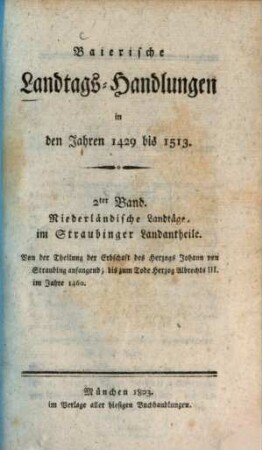 Baierische
Landtags-Handlungen
in
den Jahren 1429 bis 1513.
2ter Band.
Niederländische Landtäge,
im Straubinger Landantheile.
Von der Theilung der Erbschaft des Herzogs Johann von
Straubing anfangend, bis zum Tode Herzog Albrechts III.
im Jahre 1460.
München 1803.
im Verlage aller hiesigen Buchhandlungen.